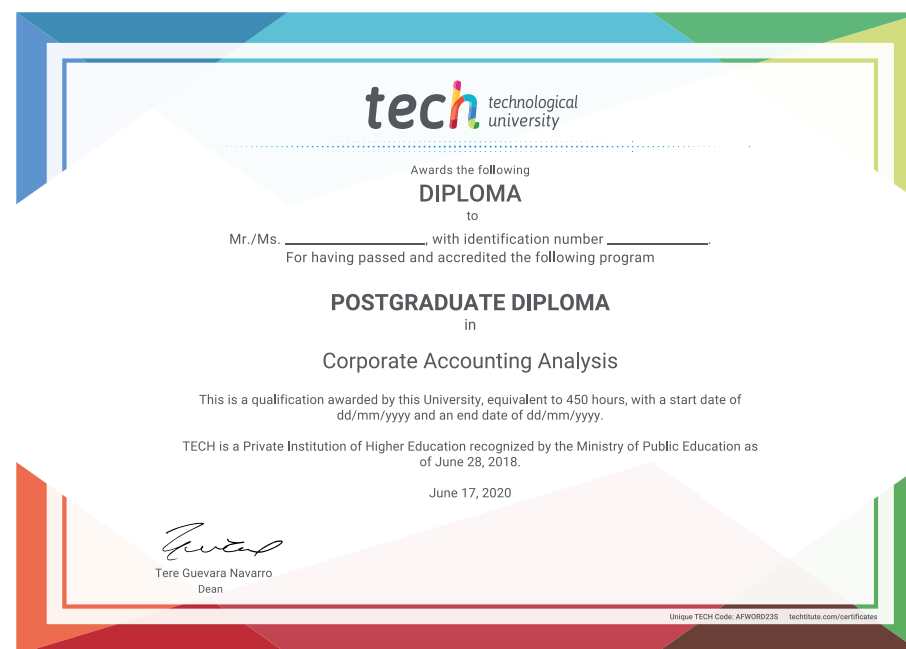 tech technological
university
Awards the following
DIPLOMA
to
Mr./Ms. ____________, with identification number ____________.
For having passed and accredited the following program
POSTGRADUATE DIPLOMA
in
Corporate Accounting Analysis
This is a qualification awarded by this University, equivalent to 450 hours, with a start date of
dd/mm/yyyy and an end date of dd/mm/yyyy.
TECH is a Private Institution of Higher Education recognized by the Ministry of Public Education as
of June 28, 2018.
June 17, 2020
Tere Guevara Navarro
Dean
Unique TECH Code: AFWORD23S techtitute.com/certificates